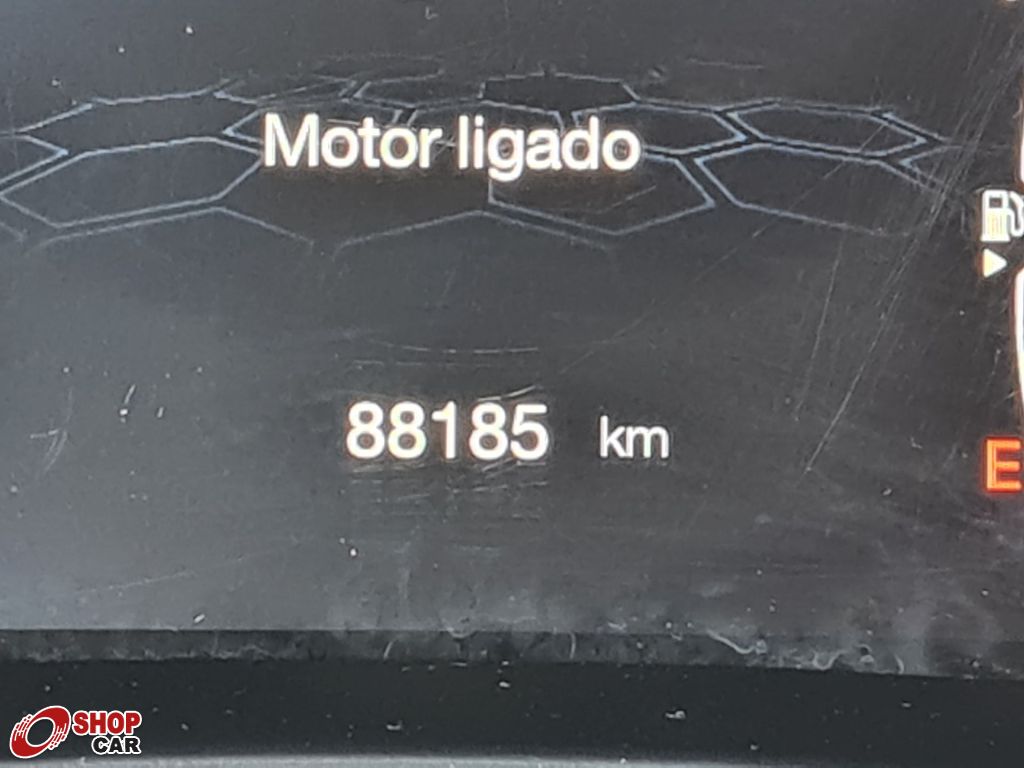 Motor ligado
88185 km
E
SHOP
CAR